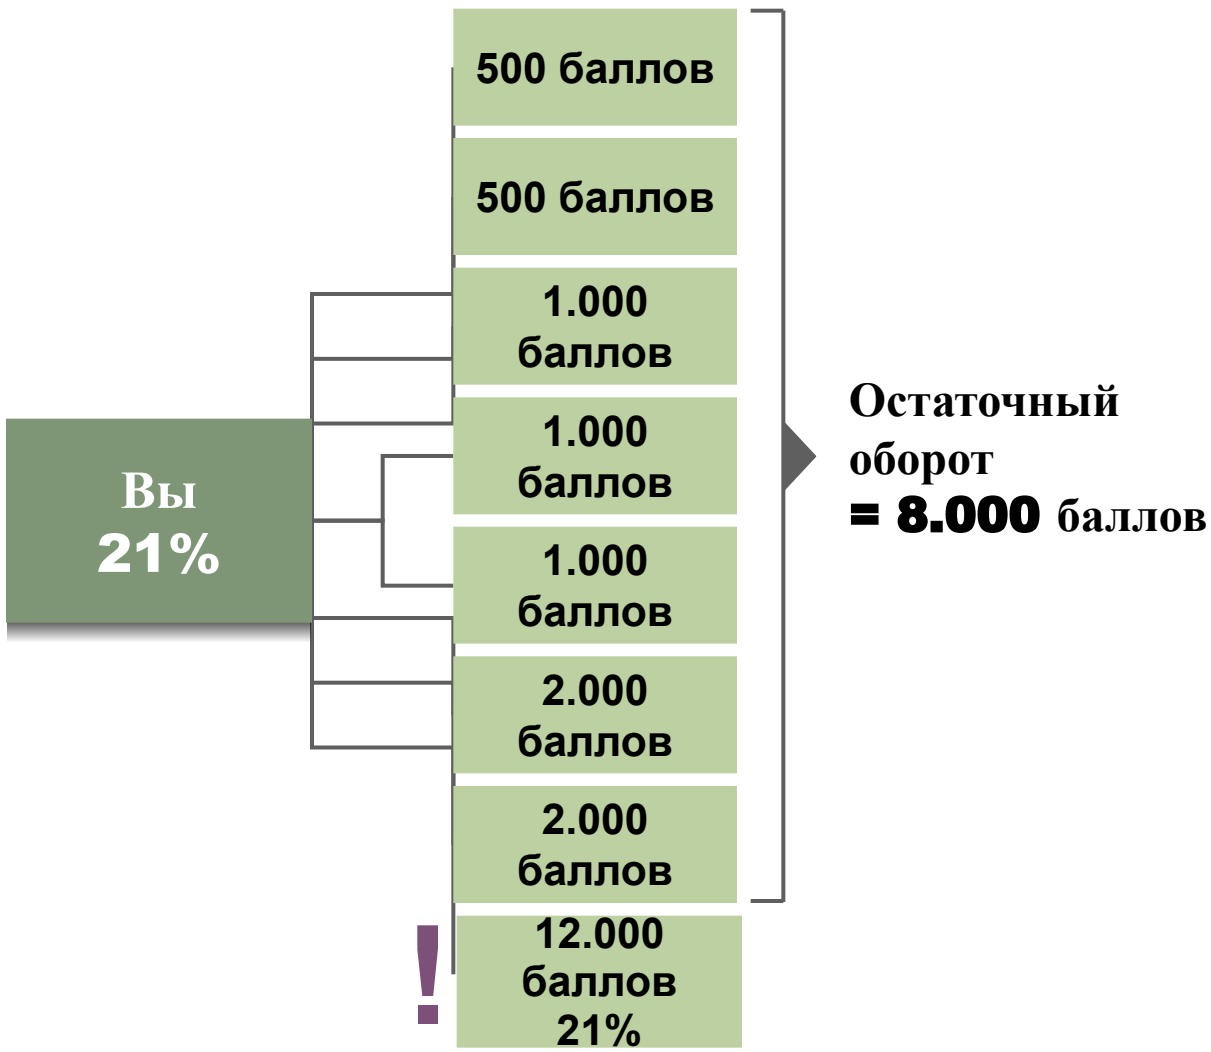 500 баллов
500 баллов
1.000
баллов
1.000
баллов
1.000
баллов
2.000
баллов
2.000
баллов
!
12.000
баллов
21%
Вы
21%
Остаточный
оборот
= 8.000 баллов